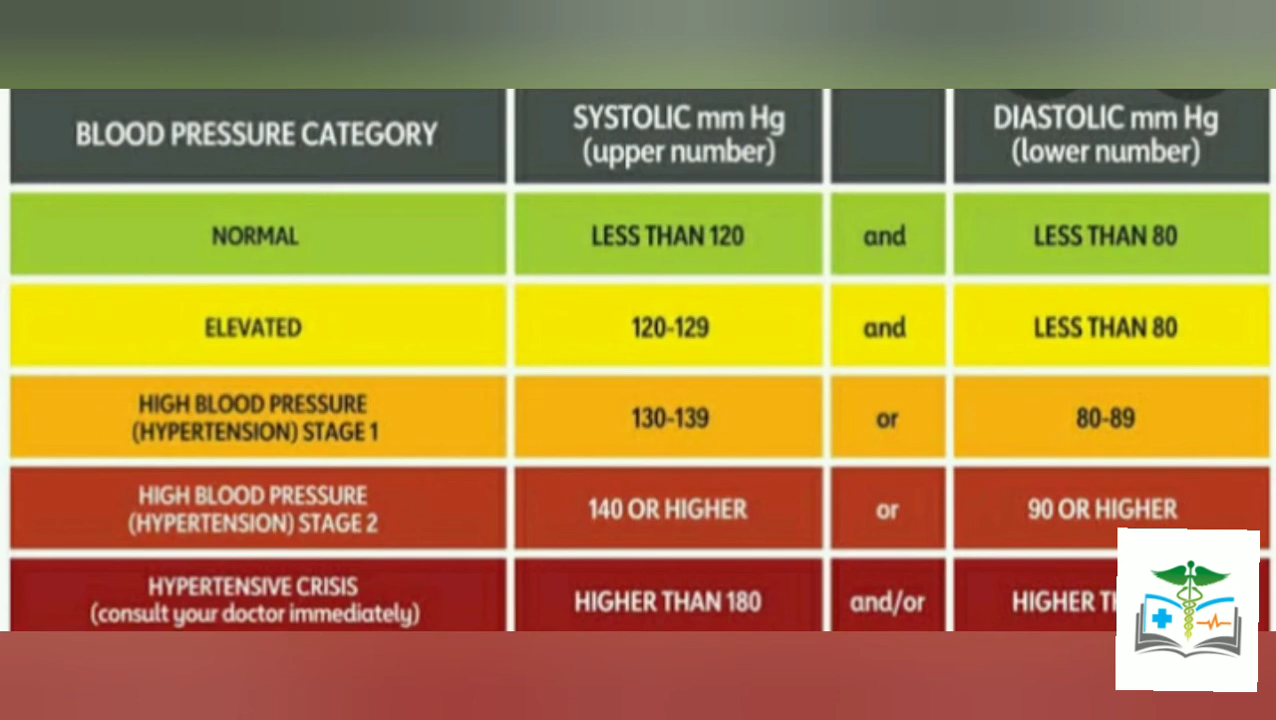 BLOOD PRESSURE CATEGORY
SYSTOLIC mm Hg
(upper number)
DIASTOLIC mm Hg
(lower number)
NORMAL
LESS THAN 120
and
LESS THAN 80
ELEVATED
120-129
and
LESS THAN 80
HIGH BLOOD PRESSURE
(HYPERTENSION) STAGE 1
130-139
or
80-89
HIGH BLOOD PRESSURE
(HYPERTENSION) STAGE 2
140 OR HIGHER
or
90 OR HIGHER
HYPERTENSIVE CRISIS
(consult your doctor immediately)
HIGHER THAN 180
and/or
HIGHER